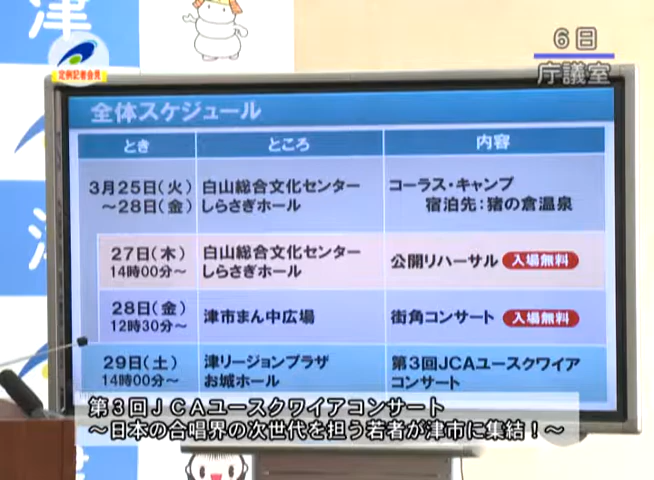 津
定例記者会見
6日
庁議室
全体スケジュール
とき ところ 内容
3月25日(火) 白山総合文化センター コーラス・キャンプ
～28日(金) しらさぎホール 宿泊先:猪の倉温泉
27日(木) 白山総合文化センター 公開リハーサル 入場無料
14時00分～ しらさぎホール
28日(金) 津市まん中広場 街角コンサート 入場無料
12時30分～
29日(土) 津リージョンプラザ 第3回JCAユースクワイア
14時00分～ お城ホール コンサート
第3回JCAユースクワイアコンサート
～日本の合唱界の次世代を担う若者が津市に集結!～